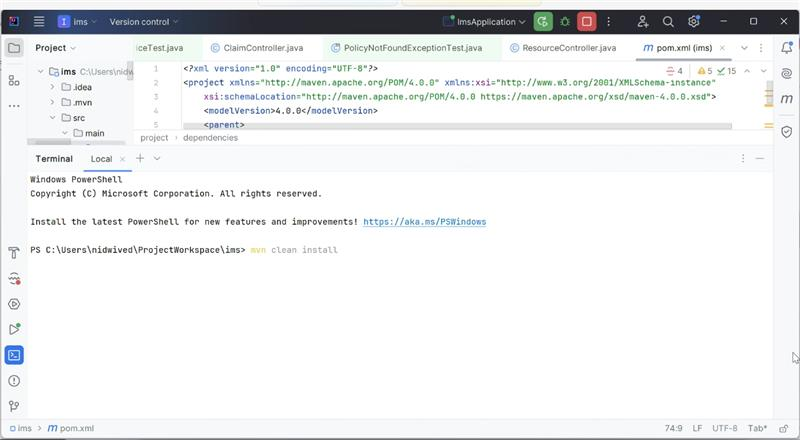 ims
Version control
ImsApplication
Project
iceTest.java
ClaimController.java
PolicyNotFoundExceptionTest.java
ResourceController.java
pom.xml (ims)
ims C:\Users\nidwived
.idea
.mvn
src
main
1 <?xml version="1.0" encoding="UTF-8"?>
2 <project xmlns="http://maven.apache.org/POM/4.0.0" xmlns:xsi="http://www.w3.org/2001/XMLSchema-instance"
3 xsi:schemaLocation="http://maven.apache.org/POM/4.0.0 https://maven.apache.org/xsd/maven-4.0.0.xsd">
4 <modelVersion>4.0.0</modelVersion>
5 <parent>
4 5 15
project > dependencies
Terminal
Local
Windows PowerShell
Copyright (C) Microsoft Corporation. All rights reserved.
Install the latest PowerShell for new features and improvements! https://aka.ms/PSWindows
PS C:\Users\nidwived\ProjectWorkspace\ims> mvn clean install
ims > pom.xml
74:9 LF UTF-8 Tab*